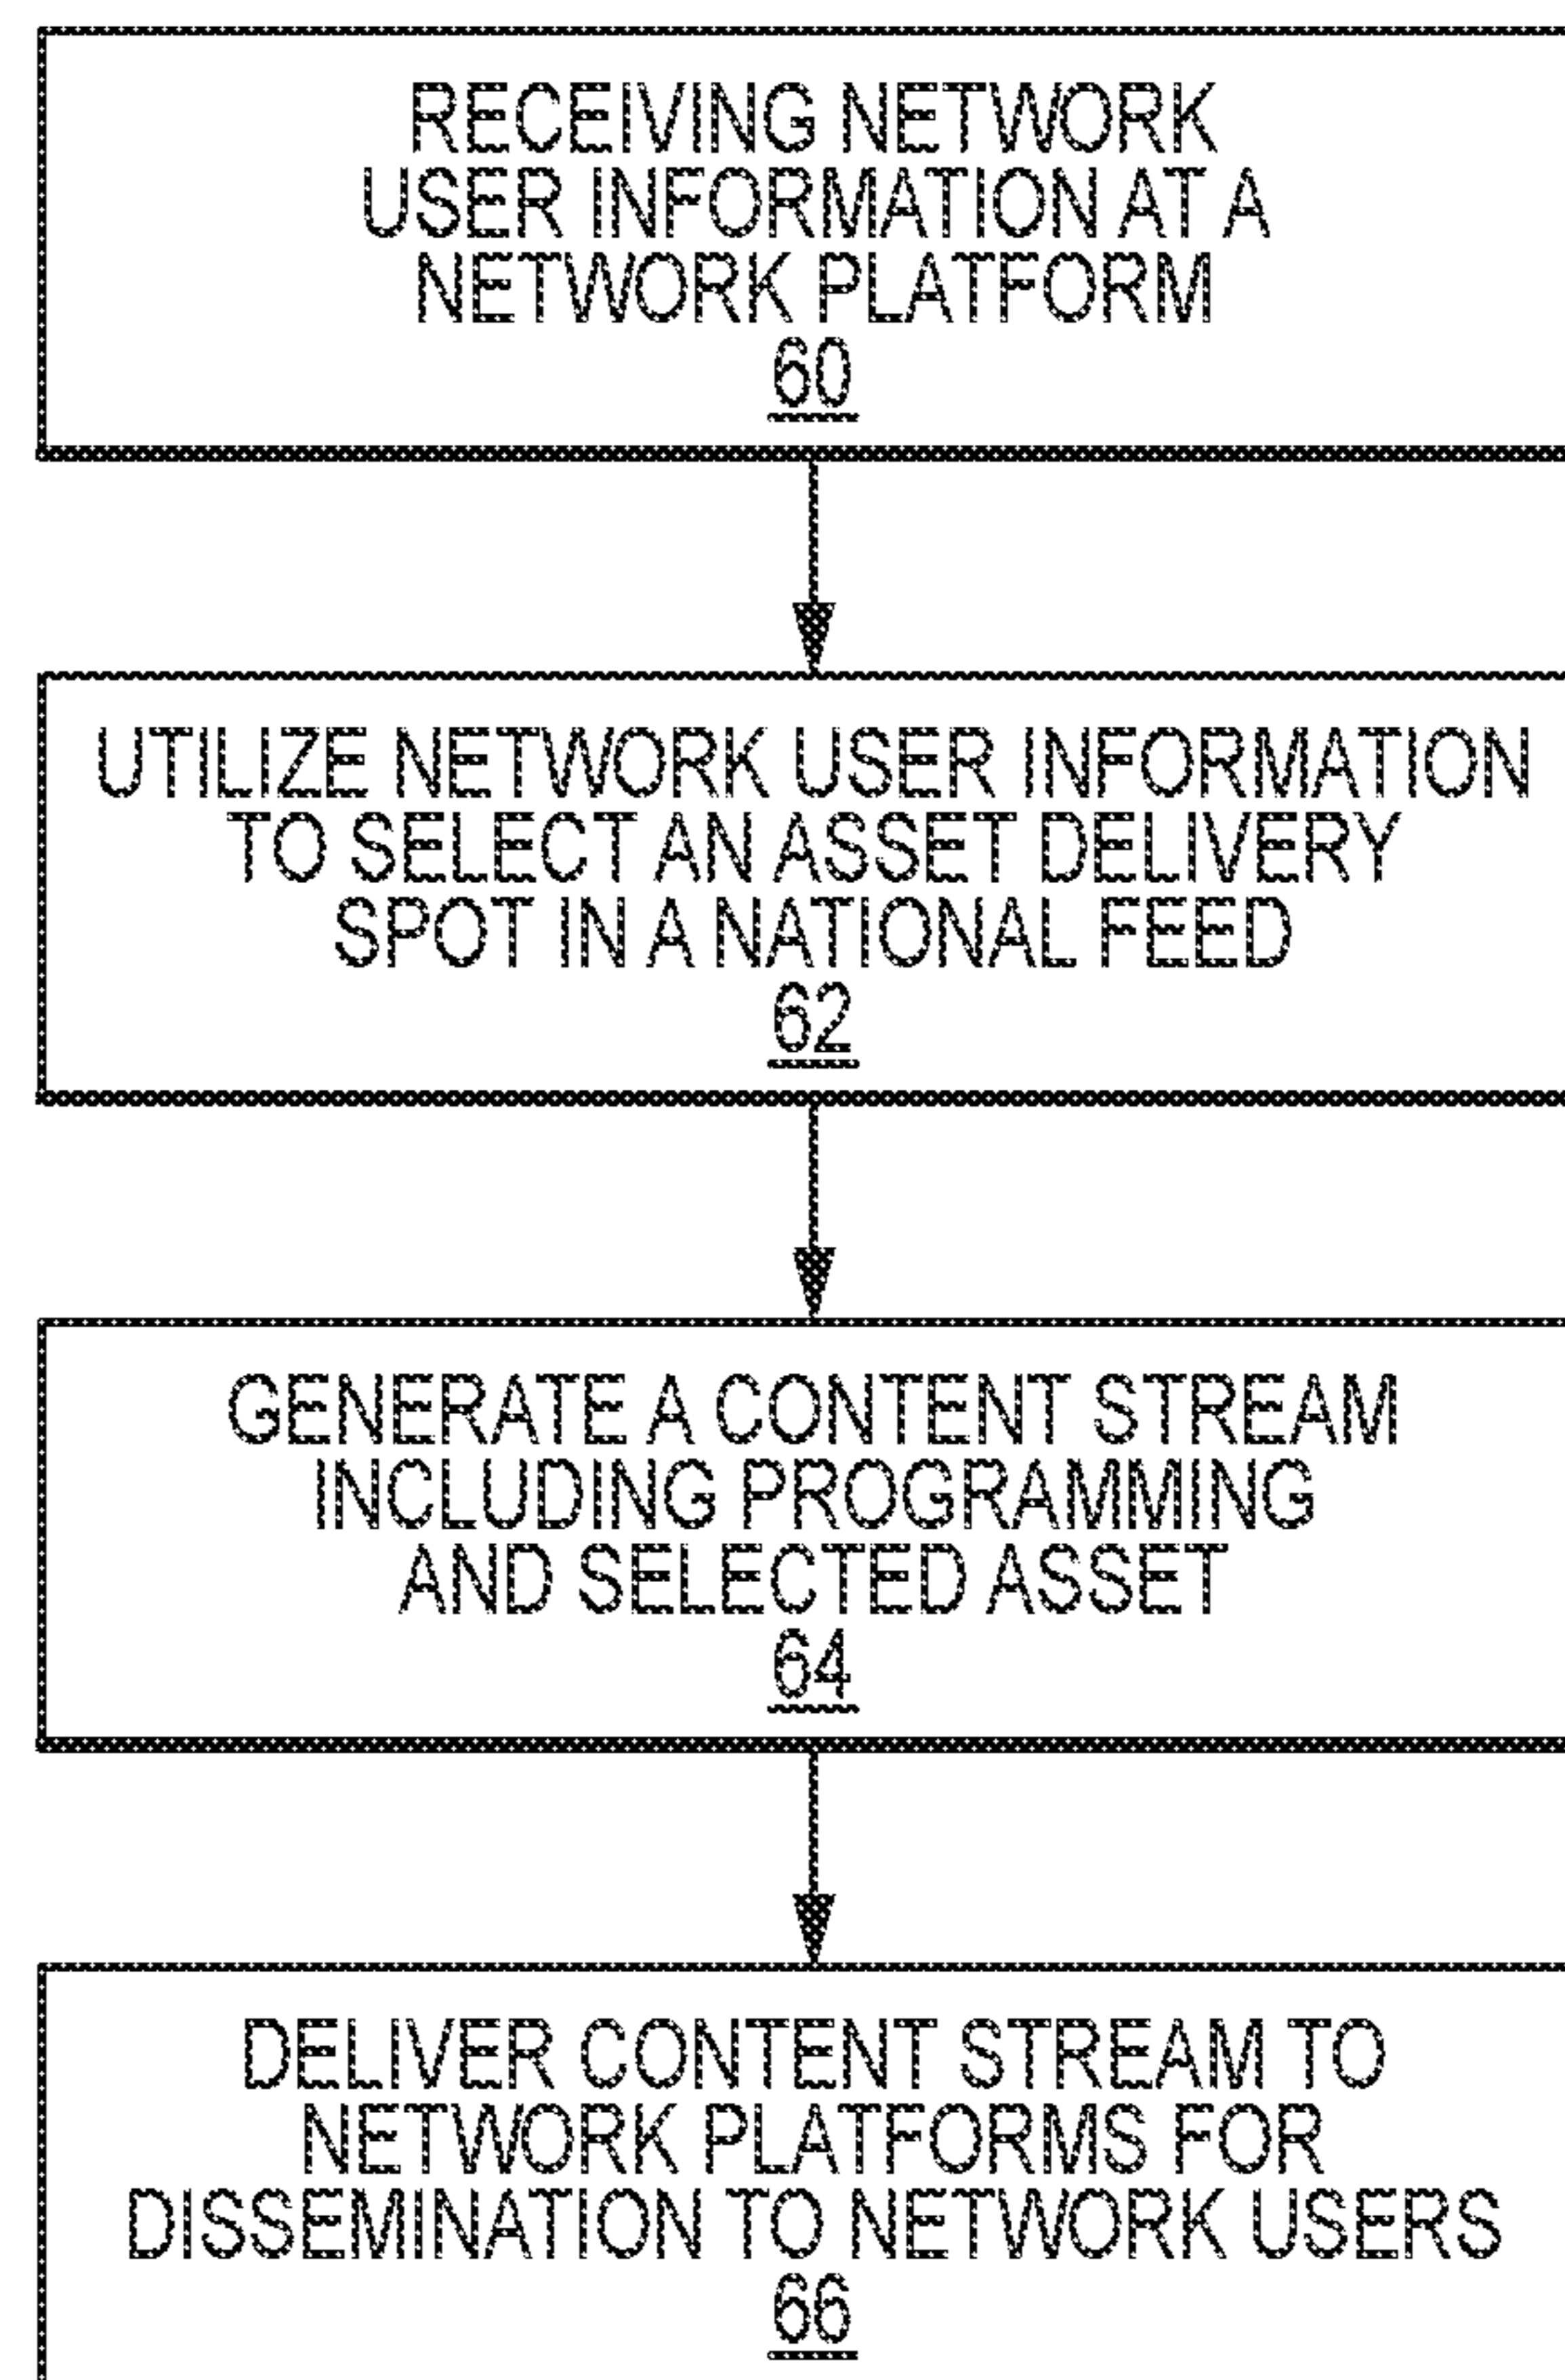 RECEIVING NETWORK
USER INFORMATION AT A
NETWORK PLATFORM
60
UTILIZE NETWORK USER INFORMATION
TO SELECT AN ASSET DELIVERY
SPOT IN A NATIONAL FEED
62
GENERATE A CONTENT STREAM
INCLUDING PROGRAMMING
AND SELECTED ASSET
64
DELIVER CONTENT STREAM TO
NETWORK PLATFORMS FOR
DISSEMINATION TO NETWORK USERS
66